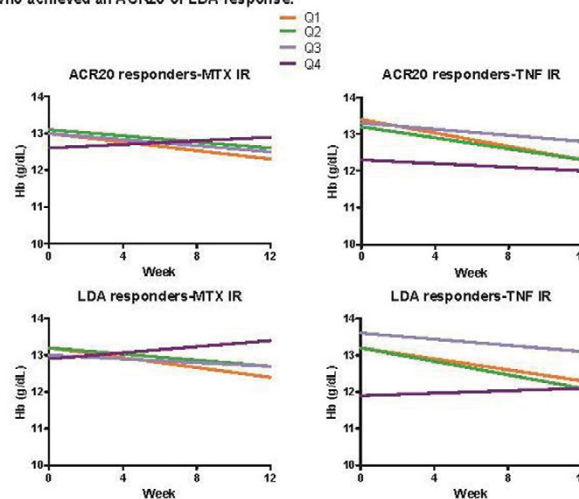 who achieved an ACR20 or LDA response.
Q1
Q2
Q3
Q4
ACR20 responders-MTX IR
14
13
12
11
10
Hb (g/dL)
0 4 8 12
Week
ACR20 responders-TNF IR
14
13
12
11
10
Hb (g/dL)
0 4 8
Week
LDA responders-MTX IR
14
13
12
11
10
Hb (g/dL)
0 4 8 12
Week
LDA responders-TNF IR
14
13
12
11
10
Hb (g/dL)
0 4 8
Week